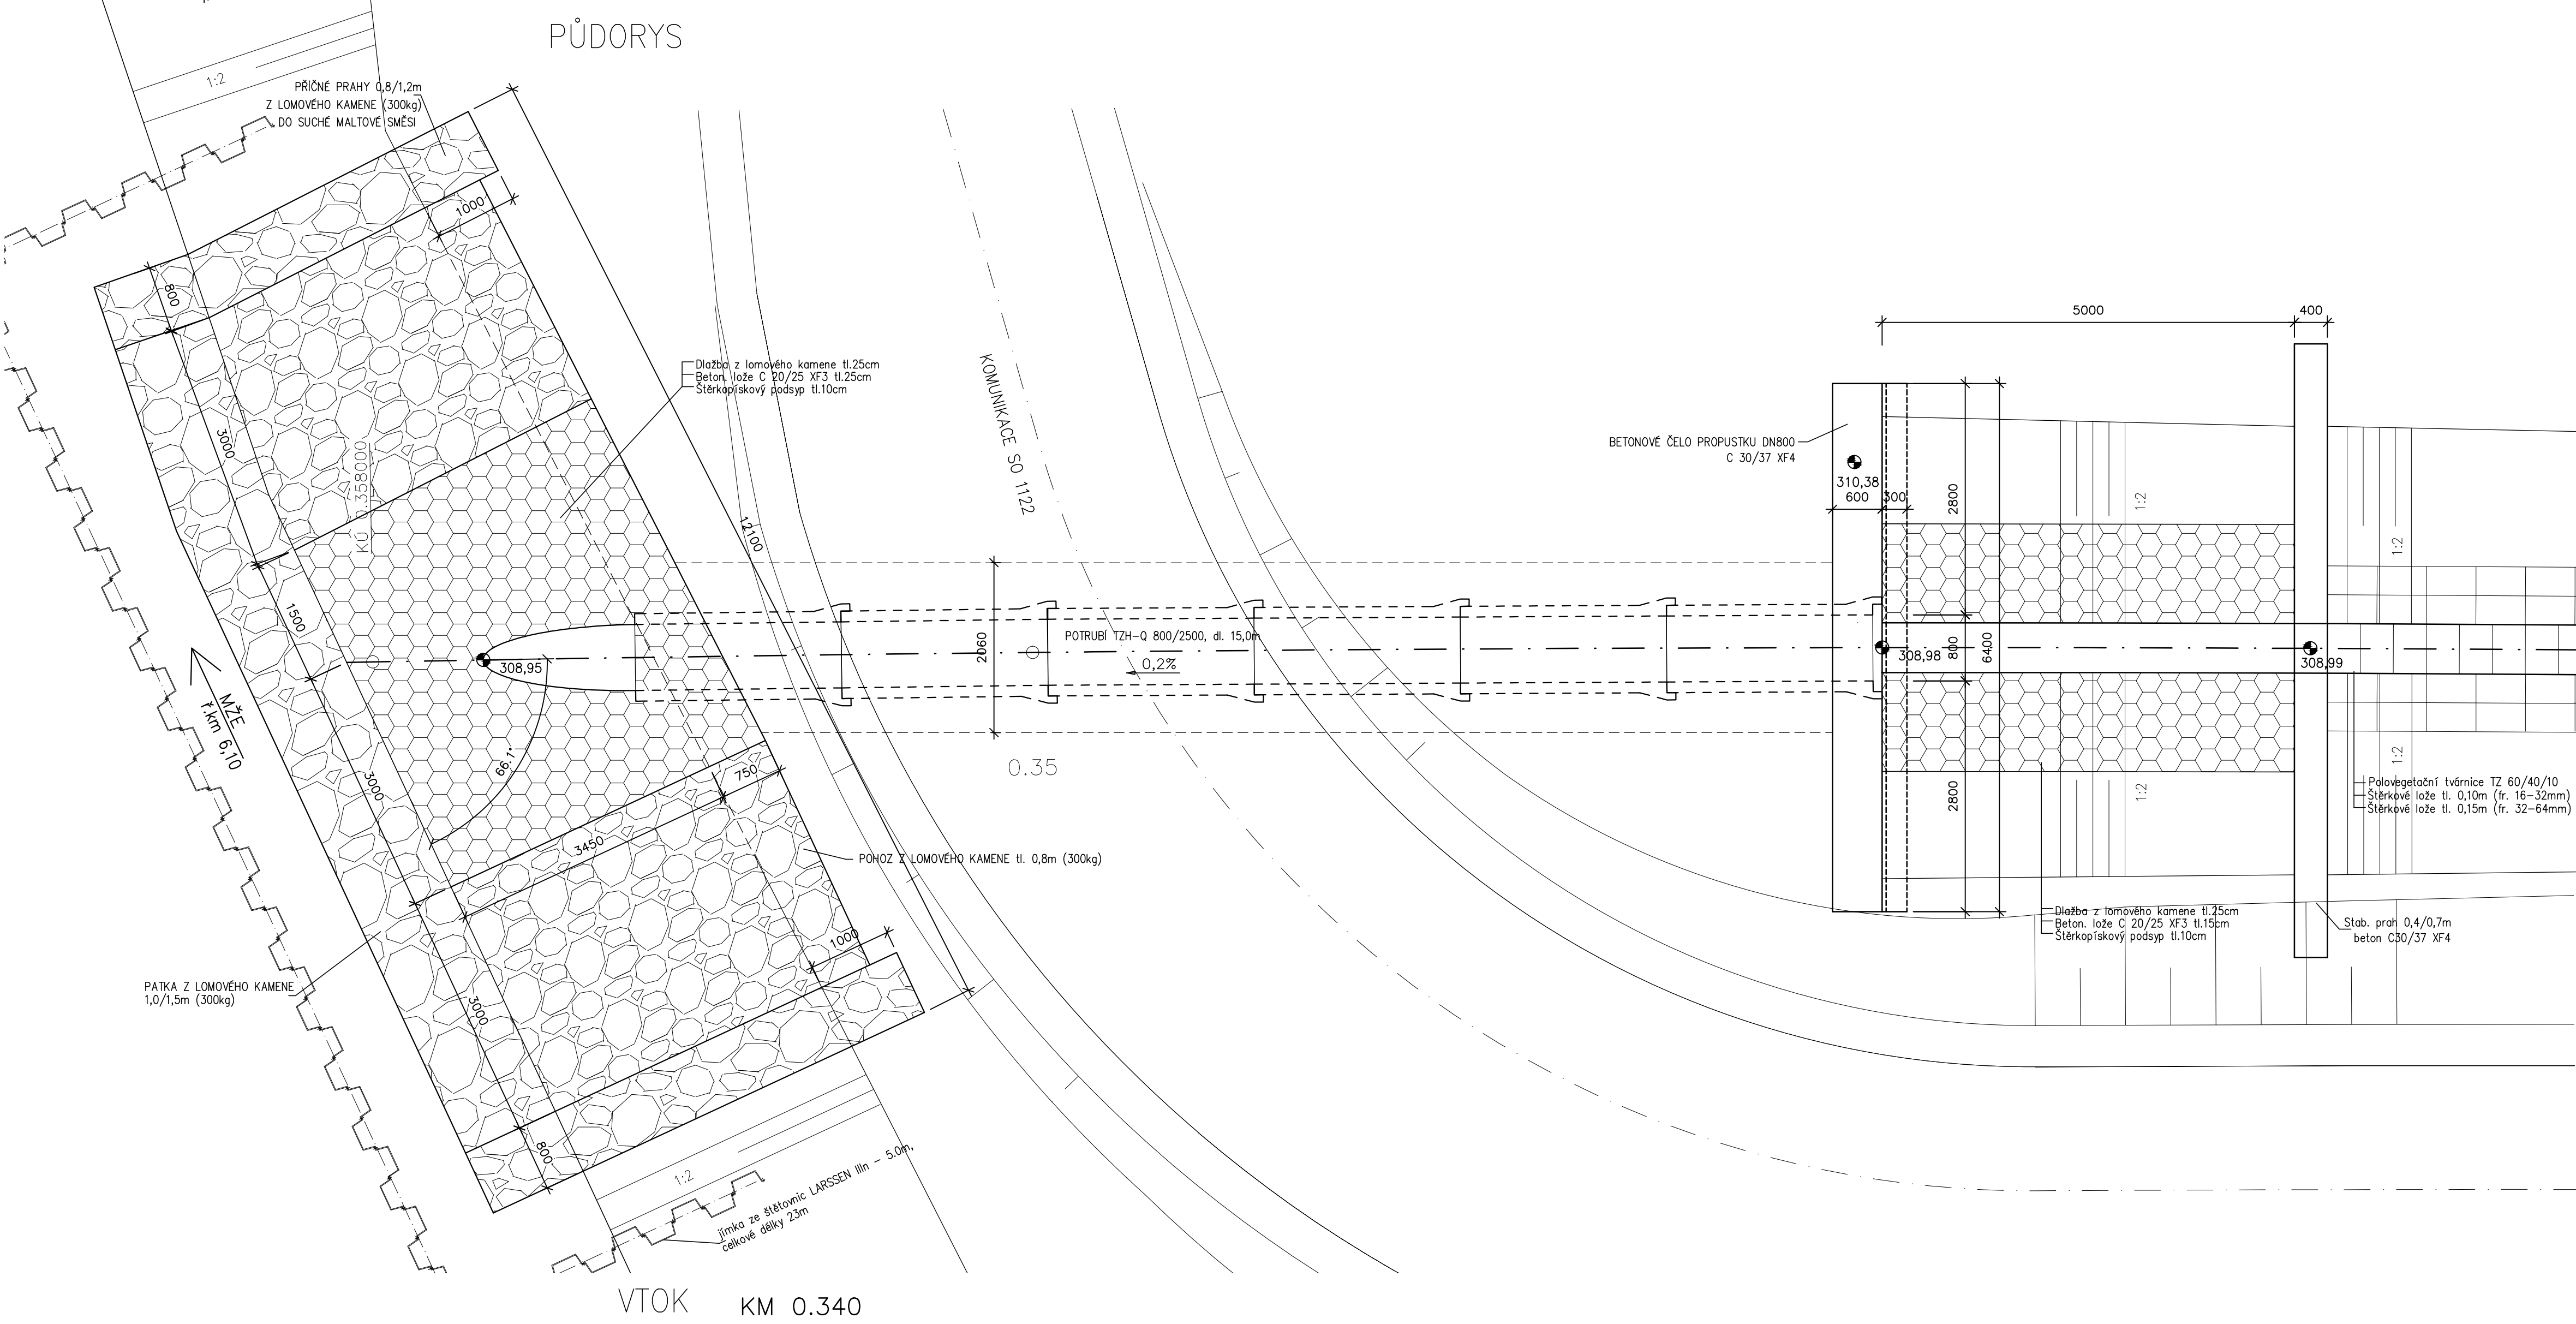 PŮDORYS
1:2
PŘÍČNÉ PRAHY 0,8/1,2m
Z LOMOVÉHO KAMENE (300kg)
DO SUCHÉ MALTOVÉ SMĚSI
1000
800
3000
KÚ 0.358000
Dlažba z lomového kamene tl.25cm
Beton. lože C 20/25 XF3 tl.25cm
Štěrkopískový podsyp tl.10cm
KOMUNIKACE SO 1122
12100
1500
308,95
66.1°
MŽE
ř.km 6,10
2060
POTRUBÍ TZH-Q 800/2500, dl. 15,0m
0,2%
0.35
3000
750
3450
POHOZ Z LOMOVÉHO KAMENE tl. 0,8m (300kg)
1000
PATKA Z LOMOVÉHO KAMENE
1,0/1,5m (300kg)
3000
800
1:2
jímka ze štětovnic LARSSEN IIIn - 5.0m,
celkové délky 23m
5000
400
BETONOVÉ ČELO PROPUSTKU DN800
C 30/37 XF4
310,38
600
300
2800
1:2
1:2
308,98
800
6400
308,99
2800
1:2
1:2
Polovegetační tvárnice TZ 60/40/10
Štěrkové lože tl. 0,10m (fr. 16-32mm)
Štěrkové lože tl. 0,15m (fr. 32-64mm)
Dlažba z lomového kamene tl.25cm
Beton. lože C 20/25 XF3 tl.15cm
Štěrkopískový podsyp tl.10cm
Stab. prah 0,4/0,7m
beton C30/37 XF4
VTOK KM 0.340